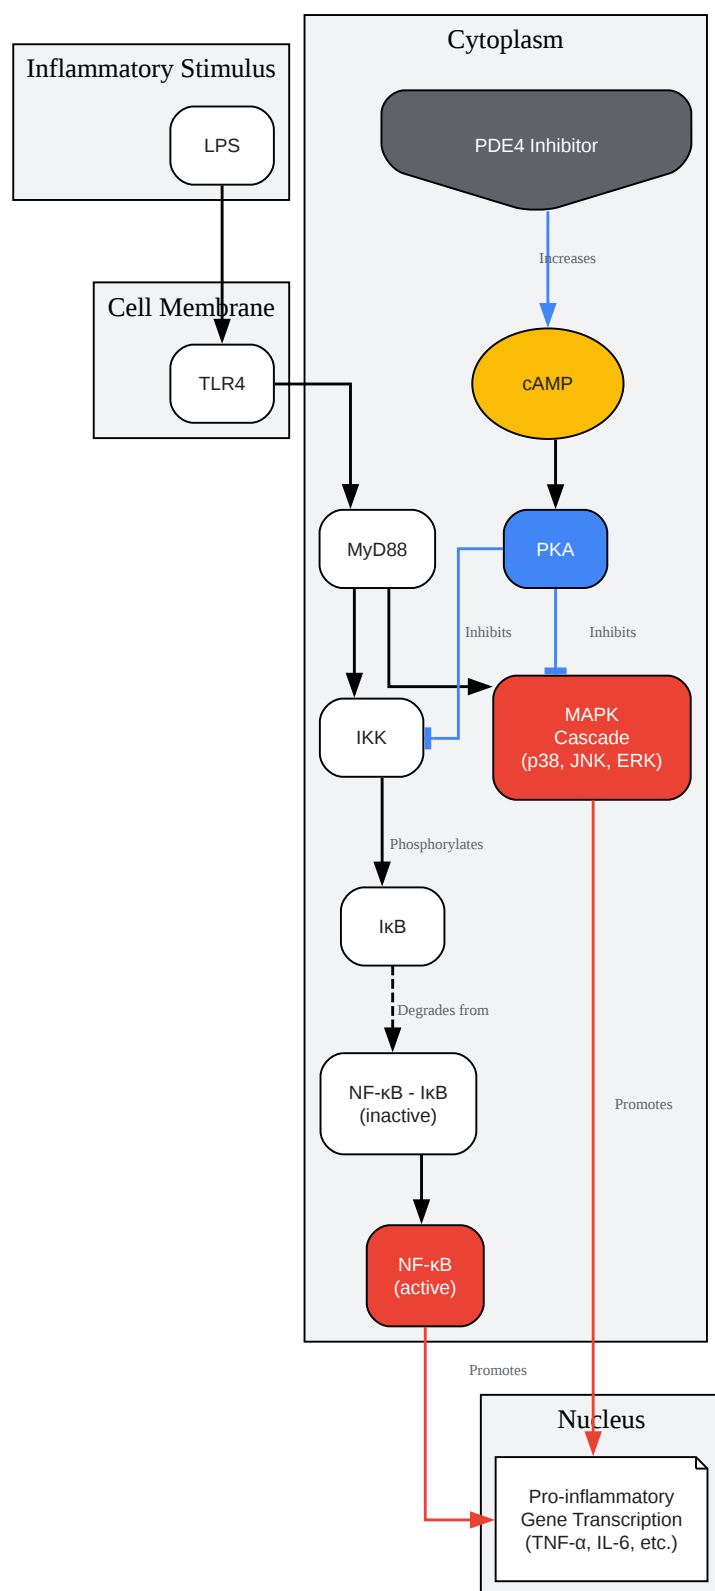 Cytoplasm
Inflammatory Stimulus
LPS
PDE4 Inhibitor
Increases
Cell Membrane
TLR4
cAMP
MyD88
PKA
Inhibits
Inhibits
IKK
MAPK
Cascade
(p38, JNK, ERK)
Phosphorylates
IκB
Degrades from
NF-κB - IκB
(inactive)
Promotes
NF-κB
(active)
Promotes
Nucleus
Pro-inflammatory
Gene Transcription
(TNF-α, IL-6, etc.)